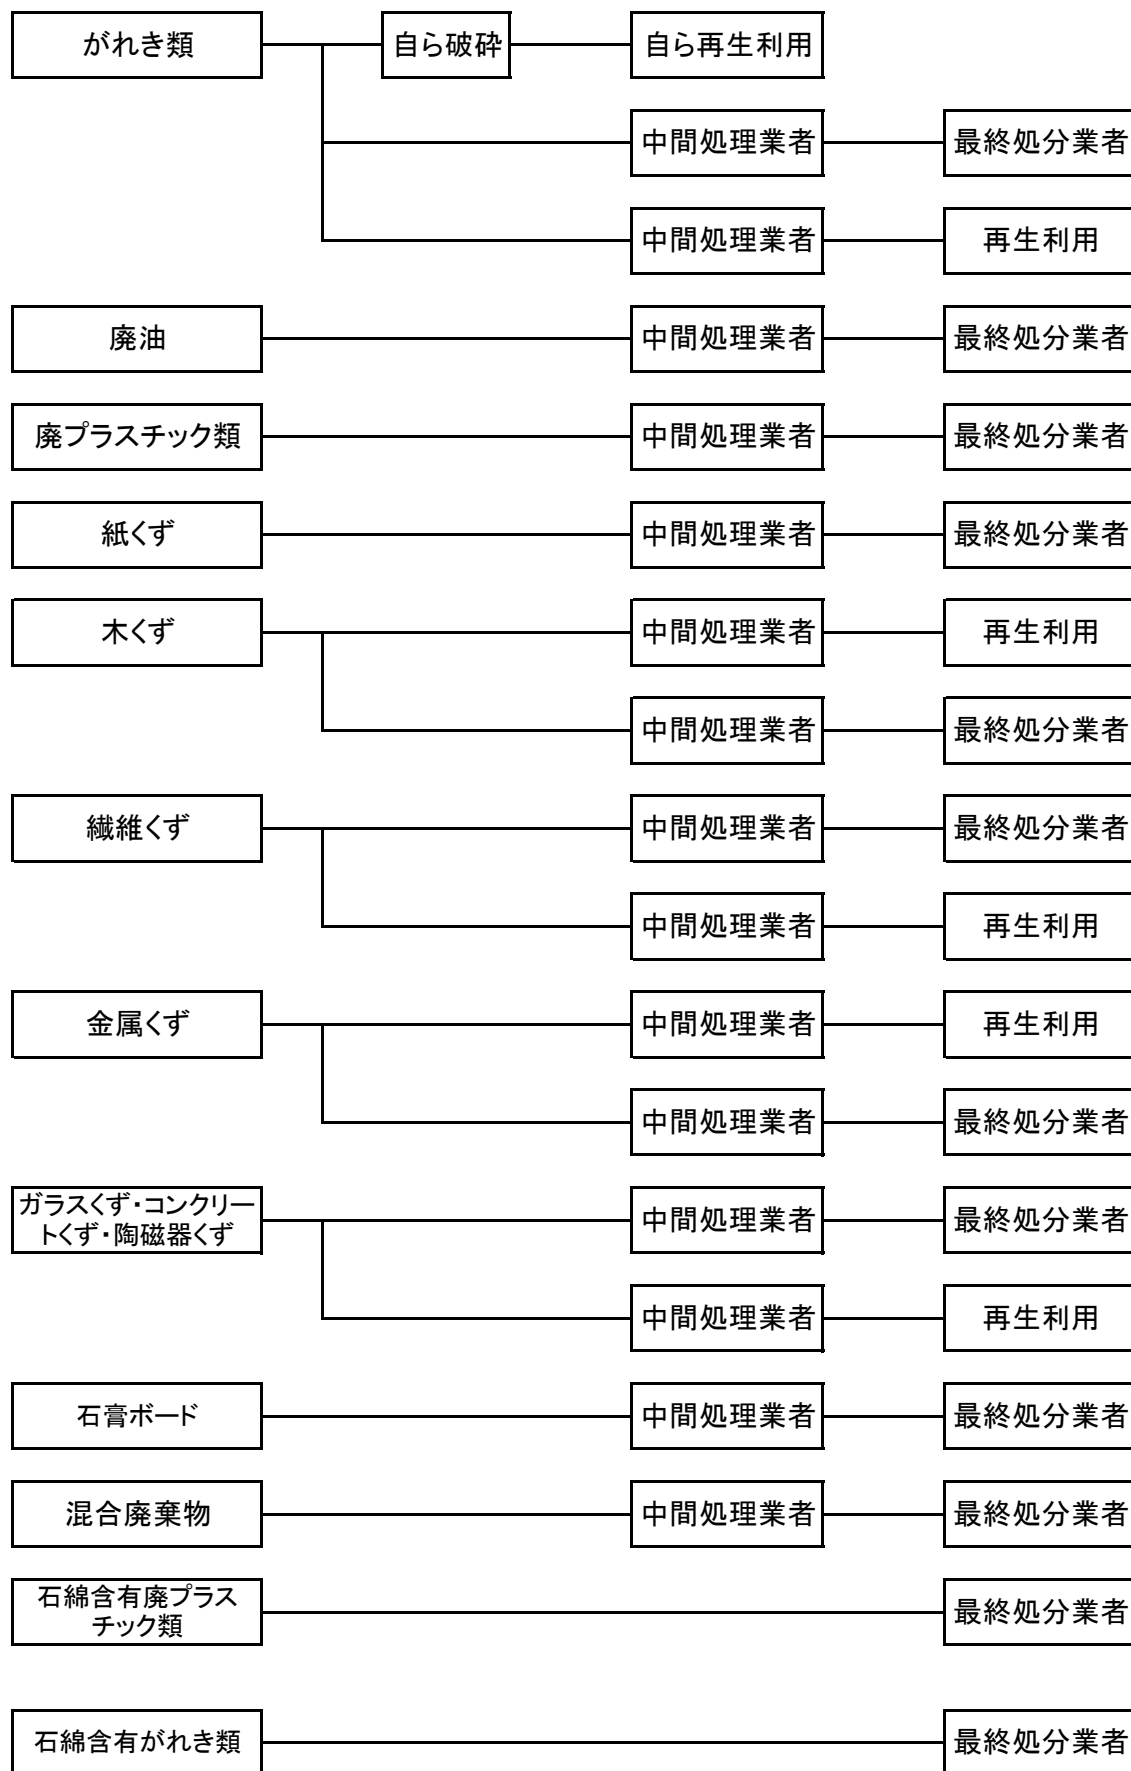 がれき類
自ら破砕
自ら再生利用
中間処理業者
最終処分業者
中間処理業者
再生利用
廃油
中間処理業者
最終処分業者
廃プラスチック類
中間処理業者
最終処分業者
紙くず
中間処理業者
最終処分業者
木くず
中間処理業者
再生利用
中間処理業者
最終処分業者
繊維くず
中間処理業者
最終処分業者
中間処理業者
再生利用
金属くず
中間処理業者
再生利用
中間処理業者
最終処分業者
ガラスくず・コンクリー
トくず・陶磁器くず
中間処理業者
最終処分業者
中間処理業者
再生利用
石膏ボード
中間処理業者
最終処分業者
混合廃棄物
中間処理業者
最終処分業者
石綿含有廃プラス
チック類
最終処分業者
石綿含有がれき類
最終処分業者